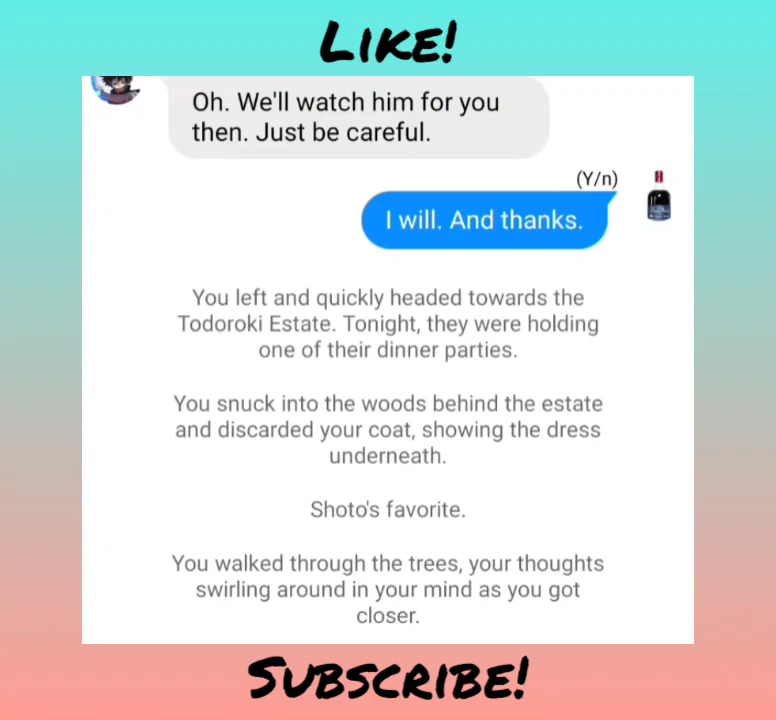 LIKE!
Oh. We'll watch him for you
then. Just be careful.
(Y/n)
I will. And thanks.
You left and quickly headed towards the
Todoroki Estate. Tonight, they were holding
one of their dinner parties.
You snuck into the woods behind the estate
and discarded your coat, showing the dress
underneath.
Shoto's favorite.
You walked through the trees, your thoughts
swirling around in your mind as you got
closer.
SUBSCRIBE!